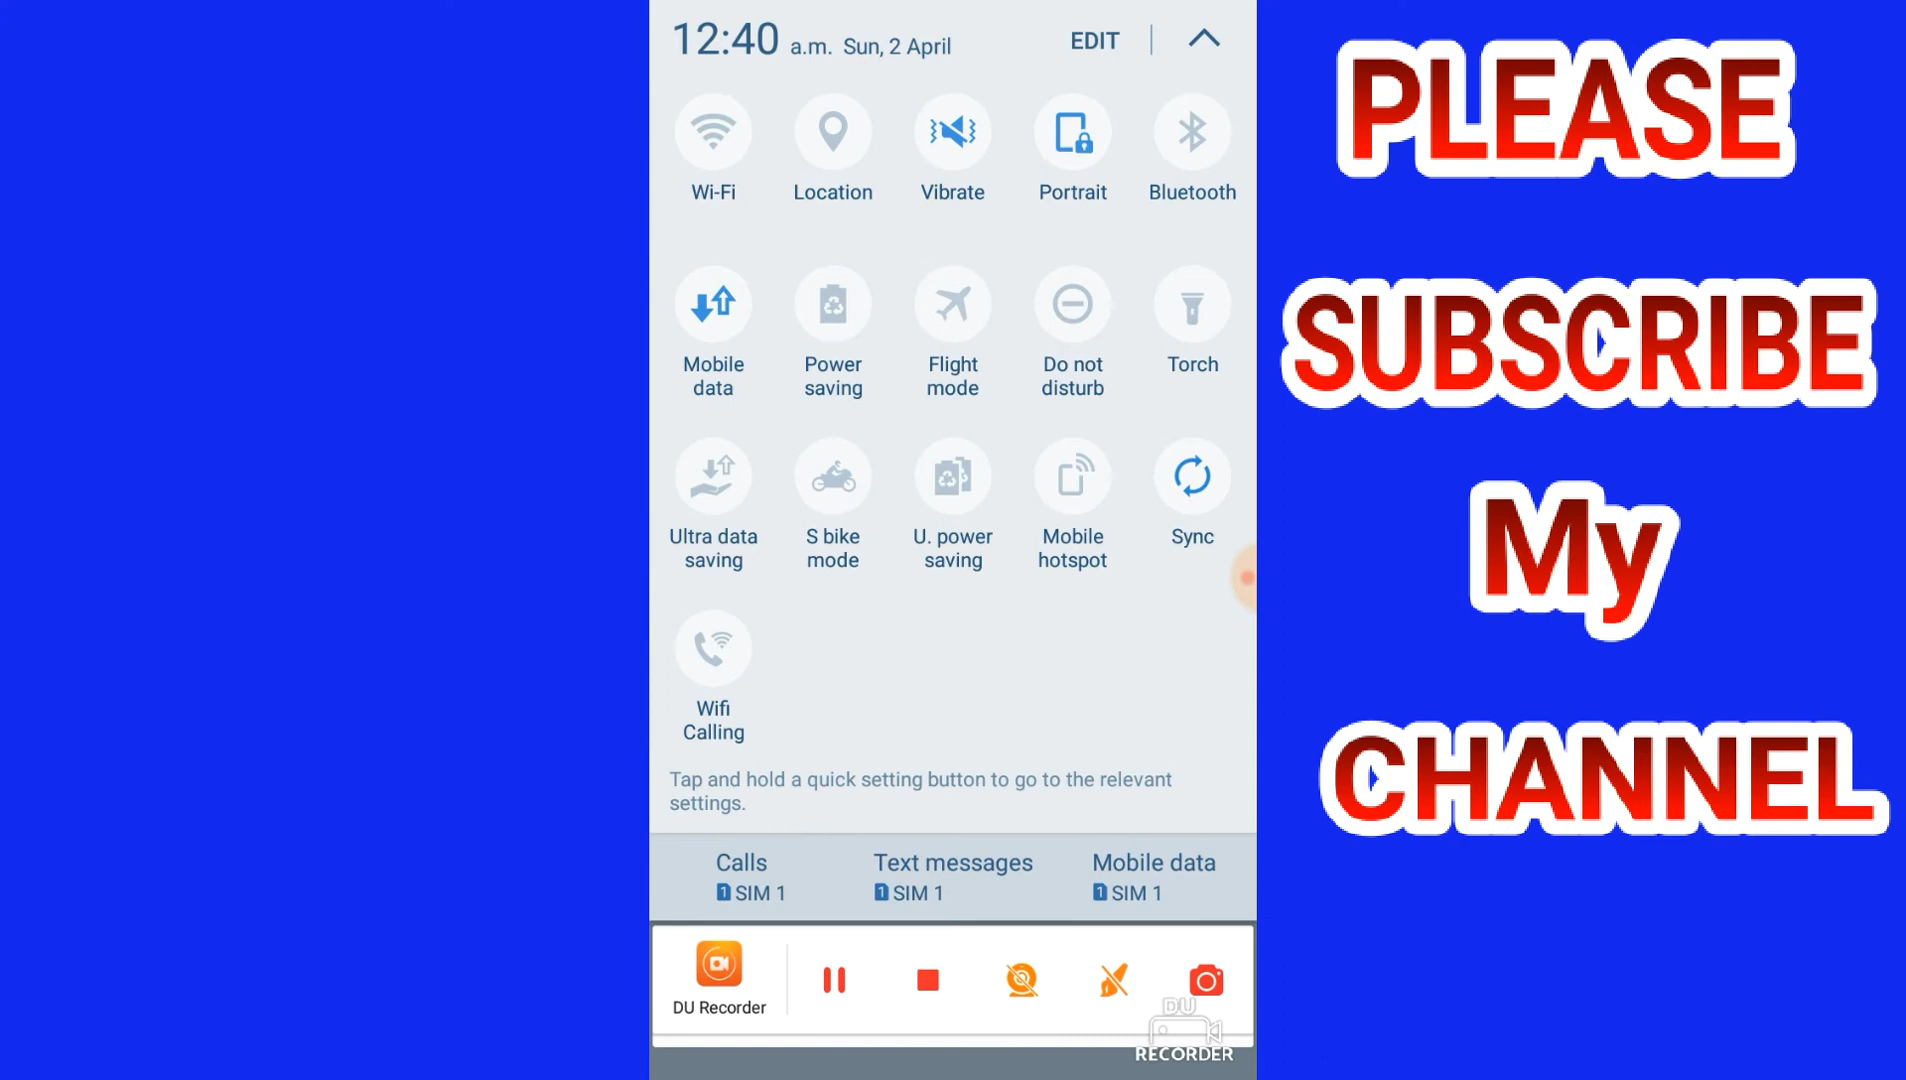 12:40 a.m. Sun, 2 April EDIT
Wi-Fi Location Vibrate Portrait Bluetooth
Mobile data Power saving Flight mode Do not disturb Torch
Ultra data saving S bike mode U. power saving Mobile hotspot Sync
Wifi Calling
Tap and hold a quick setting button to go to the relevant
settings.
Calls Text messages Mobile data
1 SIM 1 1 SIM 1 1 SIM 1
DU Recorder
DU
RECORDER
PLEASE
SUBSCRIBE
My
CHANNEL